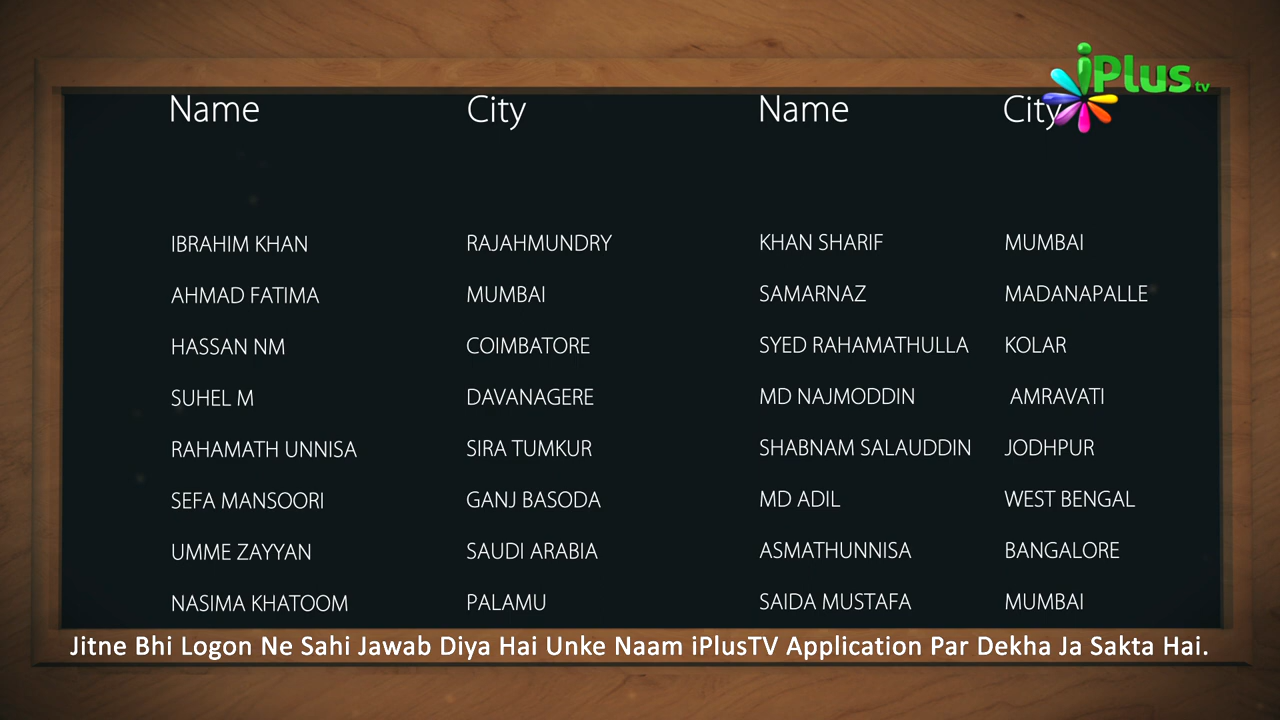 iPlus tv
Name City Name City
IBRAHIM KHAN RAJAHMUNDRY KHAN SHARIF MUMBAI
AHMAD FATIMA MUMBAI SAMARNAZ MADANAPALLE
HASSAN NM COIMBATORE SYED RAHAMATHULLA KOLAR
SUHEL M DAVANAGERE MD NAJMODDIN AMRAVATI
RAHAMATH UNNISA SIRA TUMKUR SHABNAM SALAUDDIN JODHPUR
SEFA MANSOORI GANJ BASODA MD ADIL WEST BENGAL
UMME ZAYYAN SAUDI ARABIA ASMATHUNNISA BANGALORE
NASIMA KHATOOM PALAMU SAIDA MUSTAFA MUMBAI
Jitne Bhi Logon Ne Sahi Jawab Diya Hai Unke Naam iPlusTV Application Par Dekha Ja Sakta Hai.